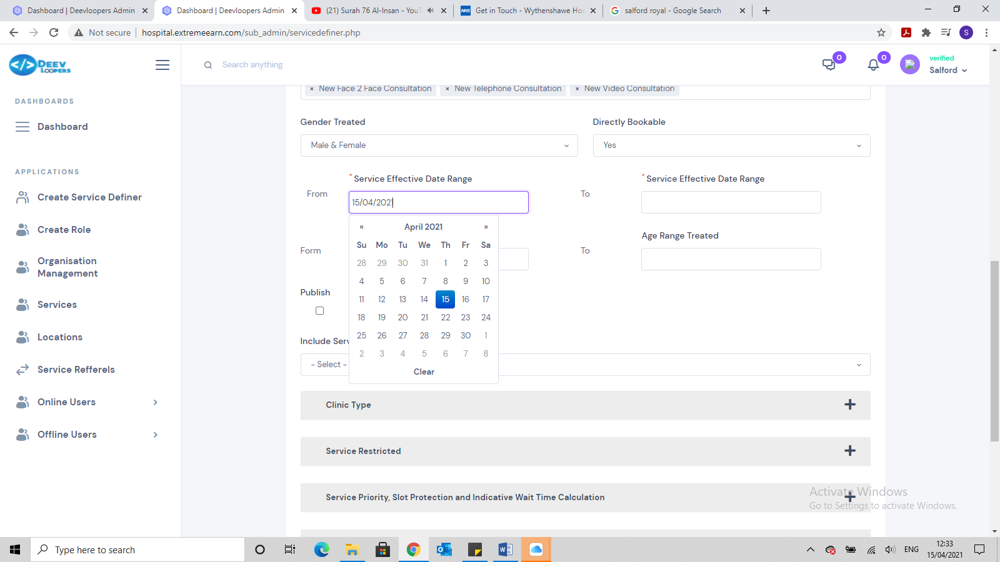 Dashboard | Deevloopers Admin
Dashboard | Deevloopers Admin
(21) Surah 76 Al-Insan - YouT
NHS
Get in Touch - Wythenshawe Hos
salford royal - Google Search
Not secure
hospital.extremeearn.com/sub_admin/servicedefiner.php
S
DEEV
LOOPERS
Search anything
0
0
verified
Salford
DASHBOARDS
Dashboard
APPLICATIONS
Create Service Definer
Create Role
Organisation
Management
Services
Locations
Service Refferels
Online Users
Offline Users
× New Face 2 Face Consultation × New Telephone Consultation × New Video Consultation
Gender Treated
Directly Bookable
Male & Female
Yes
* Service Effective Date Range
* Service Effective Date Range
From
15/04/2021
To
« April 2021 »
Su Mo Tu We Th Fr Sa
28 29 30 31 1 2 3
4 5 6 7 8 9 10
11 12 13 14 15 16 17
18 19 20 21 22 23 24
25 26 27 28 29 30 1
2 3 4 5 6 7 8
Clear
Age Range Treated
Form
To
Publish
Include Serv
- Select -
Clinic Type
Service Restricted
Service Priority, Slot Protection and Indicative Wait Time Calculation
Activate Windows
Go to Settings to activate Windows.
Type here to search
ENG
12:33
15/04/2021